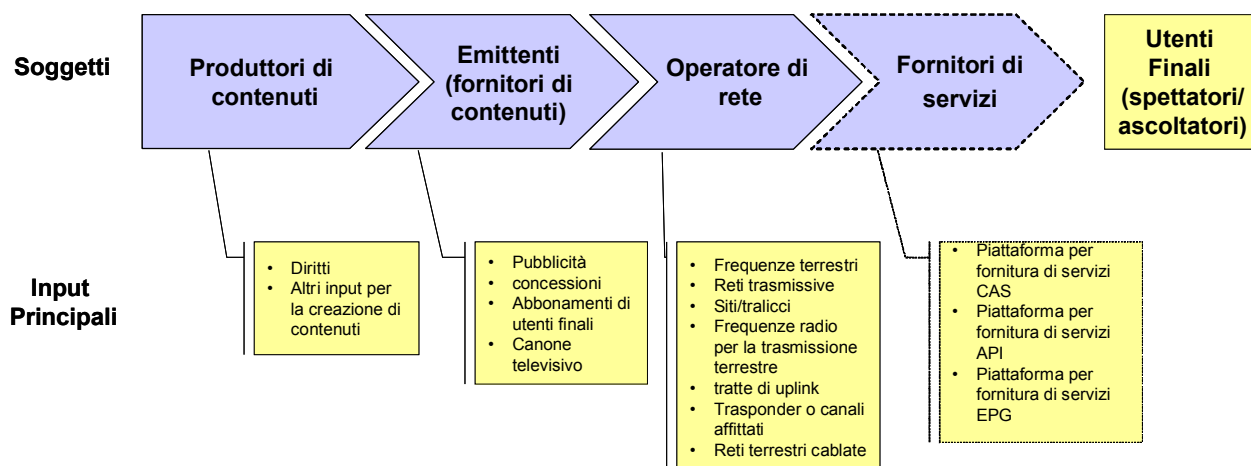 Soggetti
Produttori di
contenuti
Emittenti
(fornitori di
contenuti)
Operatore di
rete
Fornitori di
servizi
Utenti
Finali
(spettatori/
ascoltatori)
Input
Principali
• Diritti
• Altri input per
la creazione di
contenuti
• Pubblicità
• concessioni
• Abbonamenti di
utenti finali
• Canone
televisivo
• Frequenze terrestri
• Reti trasmissive
• Siti/tralicci
• Frequenze radio
per la trasmissione
terrestre
• tratte di uplink
• Trasponder o canali
affittati
• Reti terrestri cablate
• Piattaforma per
fornitura di servizi
CAS
• Piattaforma per
fornitura di servizi
API
• Piattaforma per
fornitura di servizi
EPG